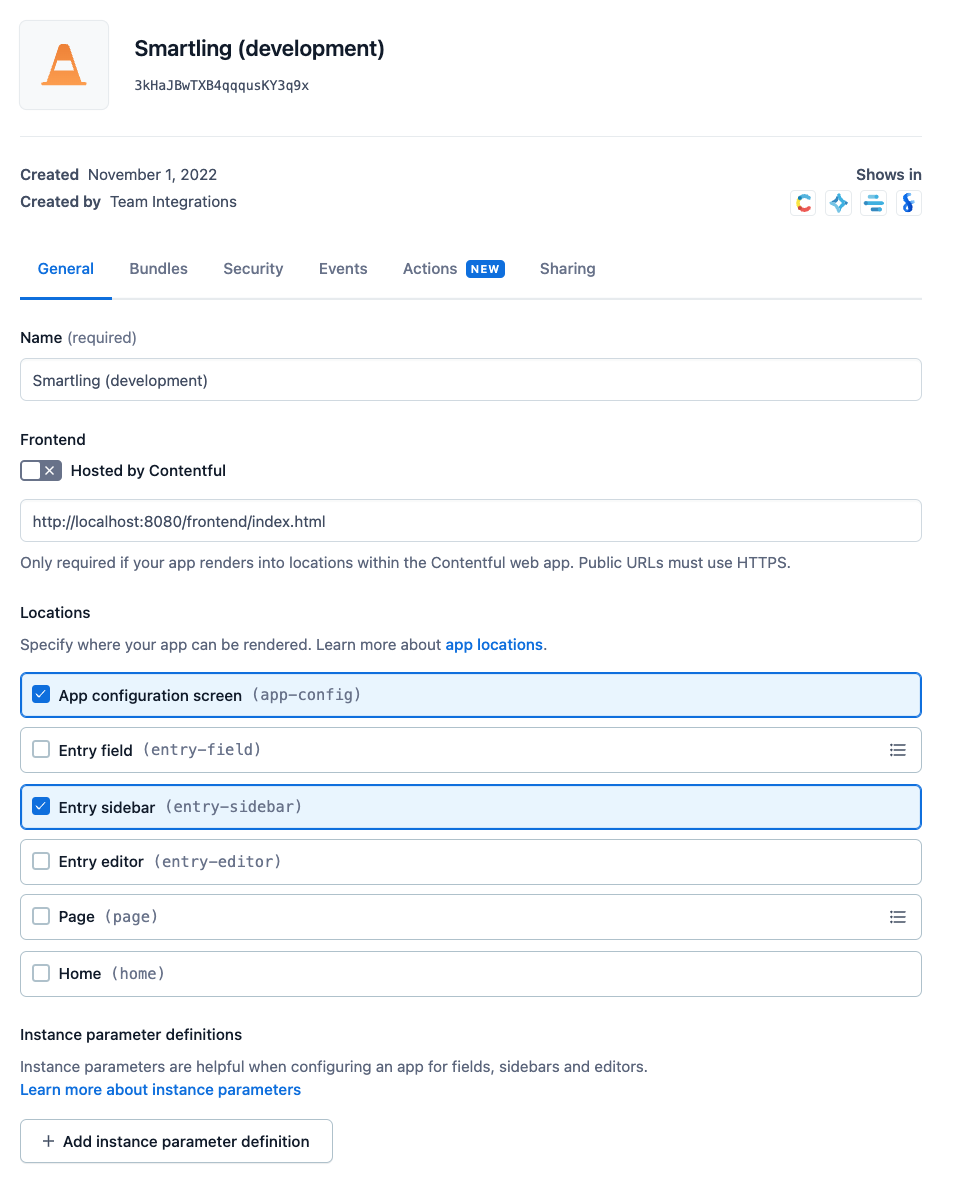 Smartling (development)
3kHaJBwTXB4qqqusKY3q9x
Created November 1, 2022
Shows in
Created by Team Integrations
General Bundles Security Events Actions NEW Sharing
Name (required)
Smartling (development)
Frontend
Hosted by Contentful
http://localhost:8080/frontend/index.html
Only required if your app renders into locations within the Contentful web app. Public URLs must use HTTPS.
Locations
Specify where your app can be rendered. Learn more about app locations.
App configuration screen (app-config)
Entry field (entry-field)
Entry sidebar (entry-sidebar)
Entry editor (entry-editor)
Page (page)
Home (home)
Instance parameter definitions
Instance parameters are helpful when configuring an app for fields, sidebars and editors.
Learn more about instance parameters
+ Add instance parameter definition